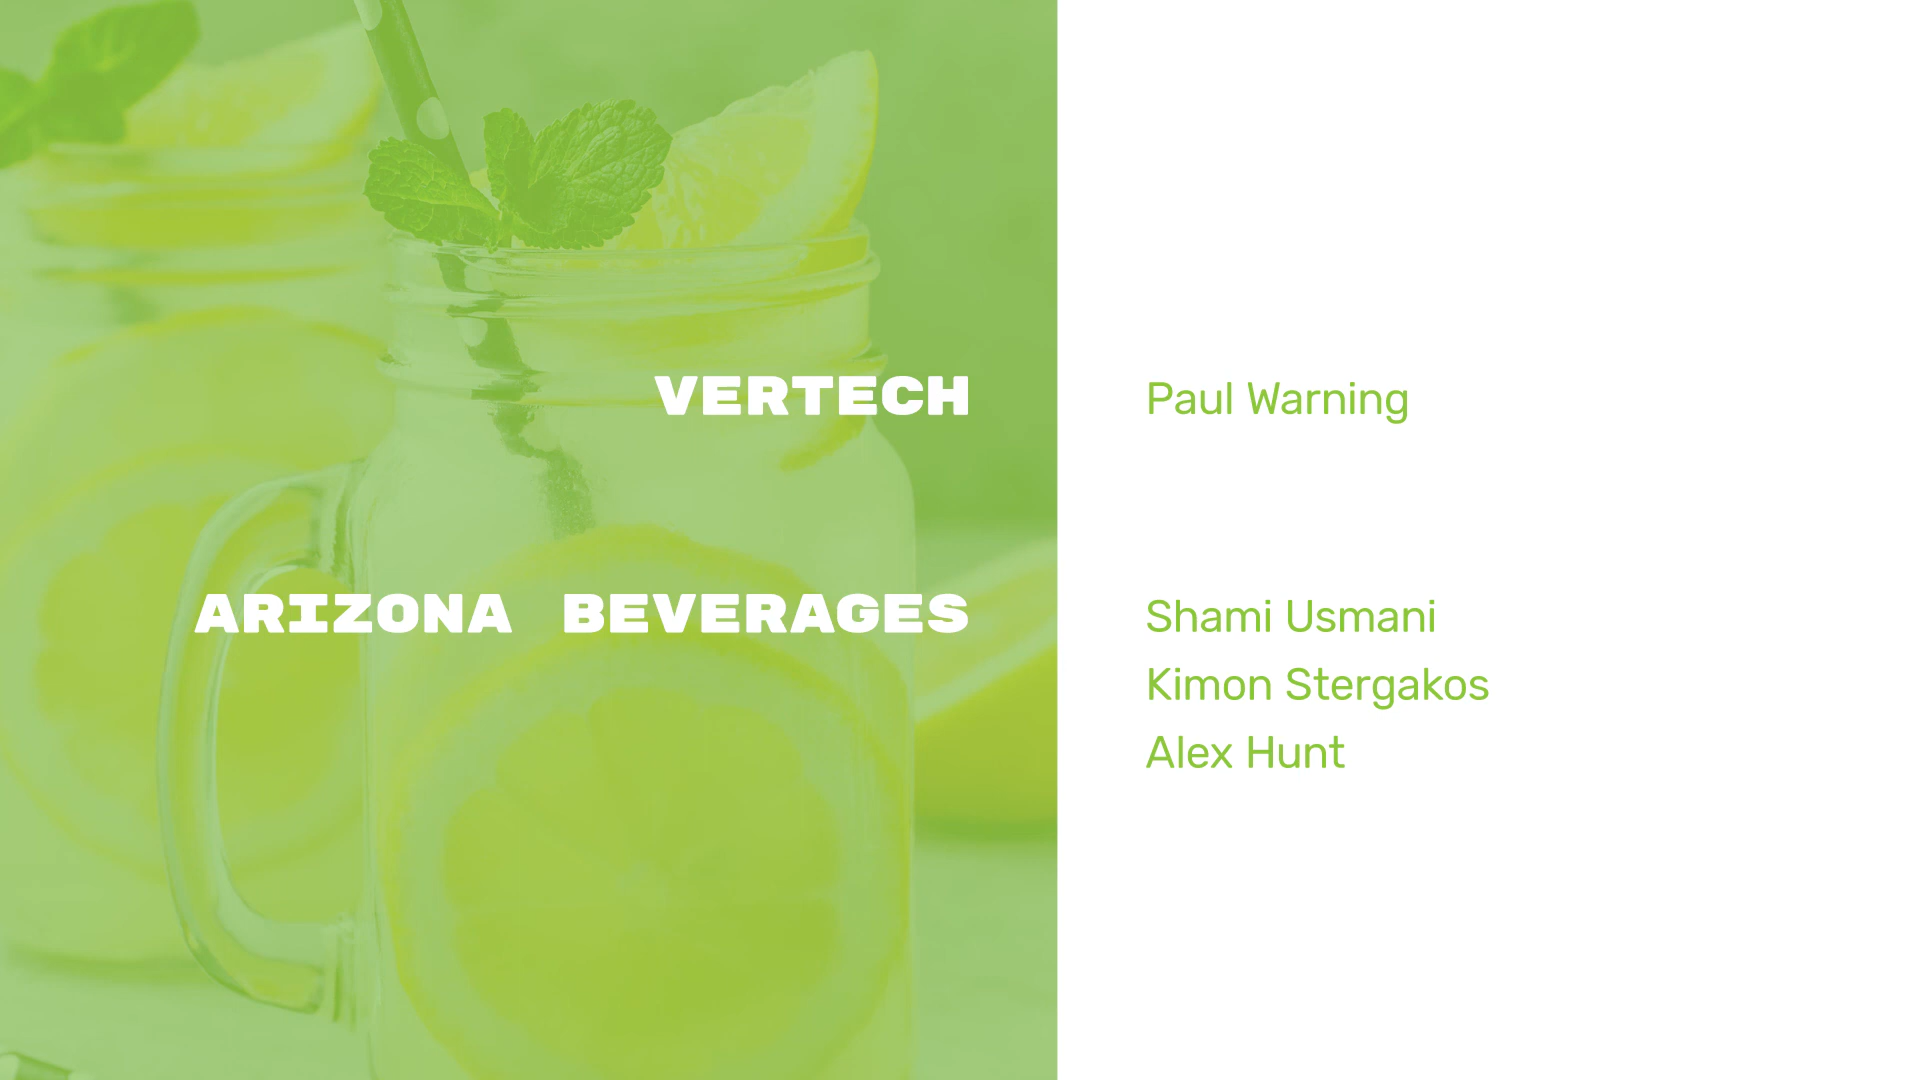 VERTECH
Paul Warning
ARIZONA BEVERAGES
Shami Usmani
Kimon Stergakos
Alex Hunt